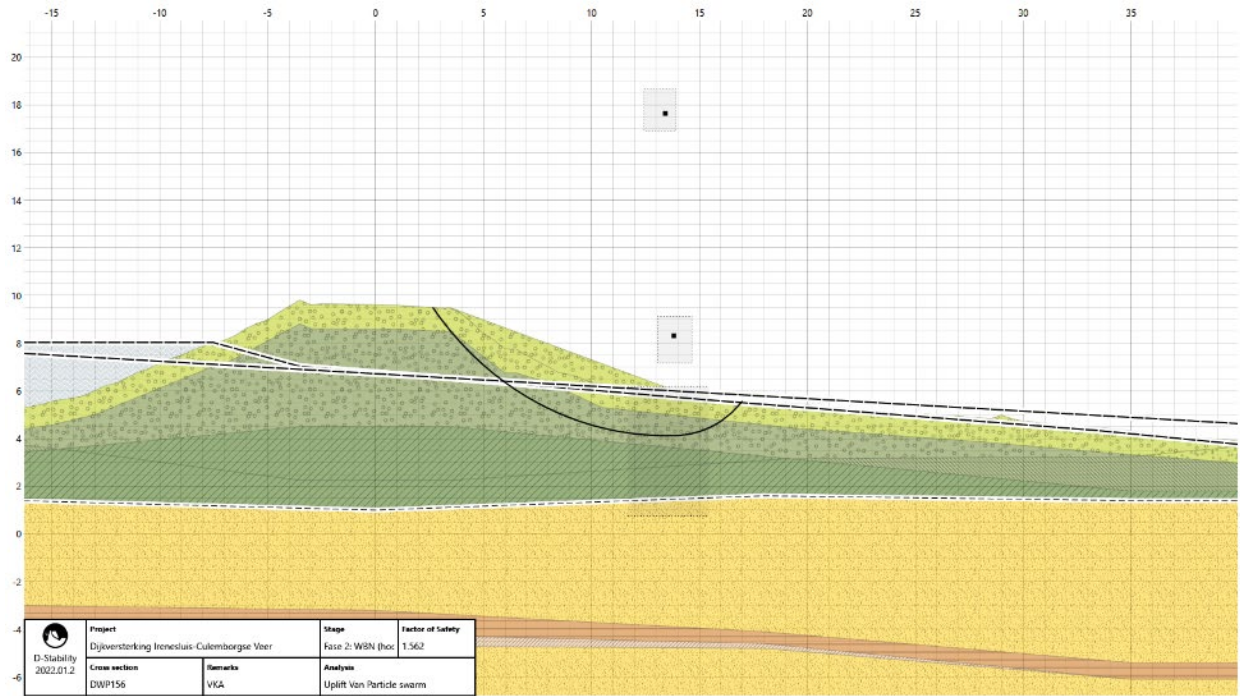 -15 -10 -5 0 5 10 15 20 25 30 35
20
18
16
14
12
10
8
6
4
2
0
-2
-4
-6
D-Stability
2022.01.2
Project
Dijkversterking Irenesluis-Culemborgse Veer
Stage
Fase 2: WBN (hoc
Factor of Safety
1.562
Cross section
DWP156
Remarks
VKA
Analysis
Uplift Van Particle swarm